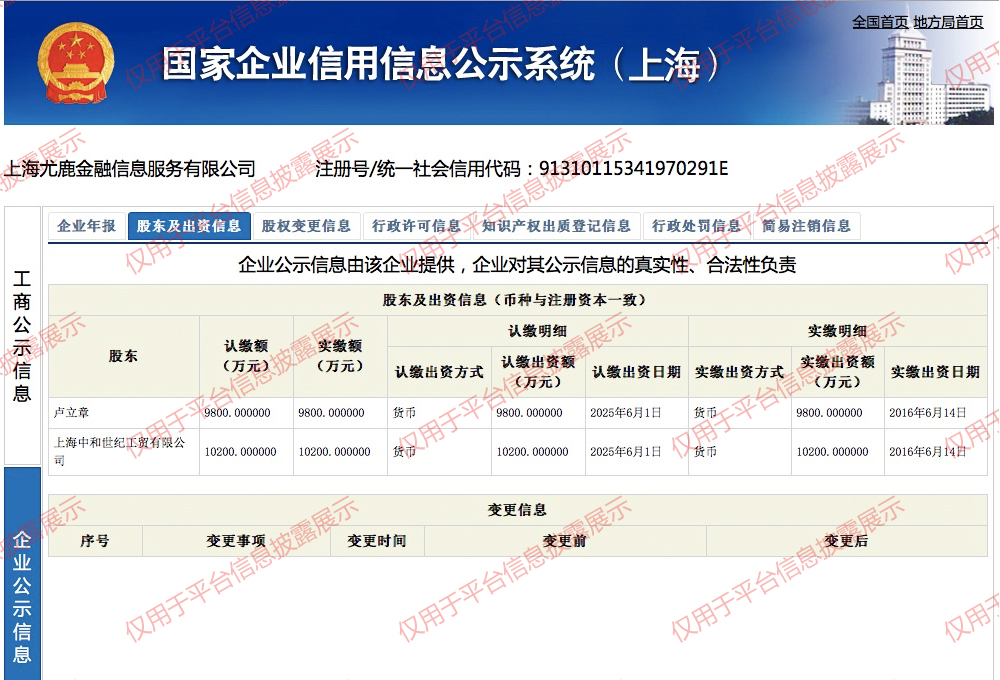 全国首页 地方局首页
国家企业信用信息公示系统（上海）
上海尤鹿金融信息服务有限公司 注册号/统一社会信用代码：91310115341970291E
工商公示信息
企业公示信息
企业年报 股东及出资信息 股权变更信息 行政许可信息 知识产权出质登记信息 行政处罚信息 简易注销信息
企业公示信息由该企业提供，企业对其公示信息的真实性、合法性负责
股东及出资信息（币种与注册资本一致）
股东 认缴额（万元） 实缴额（万元） 认缴明细 实缴明细
认缴出资方式 认缴出资额（万元） 认缴出资日期 实缴出资方式 实缴出资额（万元） 实缴出资日期
卢立章 9800.000000 9800.000000 货币 9800.000000 2025年6月1日 货币 9800.000000 2016年6月14日
上海中和世纪工贸有限公司 10200.000000 10200.000000 货币 10200.000000 2025年6月1日 货币 10200.000000 2016年6月14日
变更信息
序号 变更事项 变更时间 变更前 变更后
仅用于平台信息披露展示